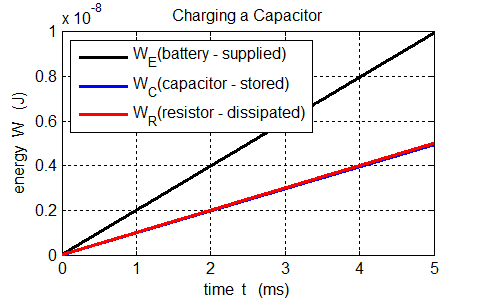 Charging a Capacitor
x 10^-8
1
0.8
0.6
0.4
0.2
0
energy W (J)
W_E(battery - supplied)
W_C(capacitor - stored)
W_R(resistor - dissipated)
0 1 2 3 4 5
time t (ms)